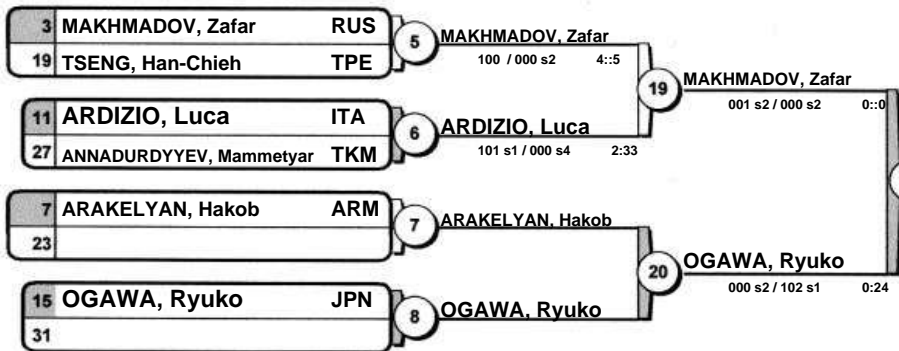 3 MAKHMADOV, Zafar RUS
19 TSENG, Han-Chieh TPE
5
MAKHMADOV, Zafar
100 / 000 s2 4::5
11 ARDIZIO, Luca ITA
27 ANNADURDYYEV, Mammetyar TKM
6
ARDIZIO, Luca
101 s1 / 000 s4 2:33
19
MAKHMADOV, Zafar
001 s2 / 000 s2 0::0
7 ARAKELYAN, Hakob ARM
23
7
ARAKELYAN, Hakob
15 OGAWA, Ryuko JPN
31
8
OGAWA, Ryuko
20
OGAWA, Ryuko
000 s2 / 102 s1 0:24